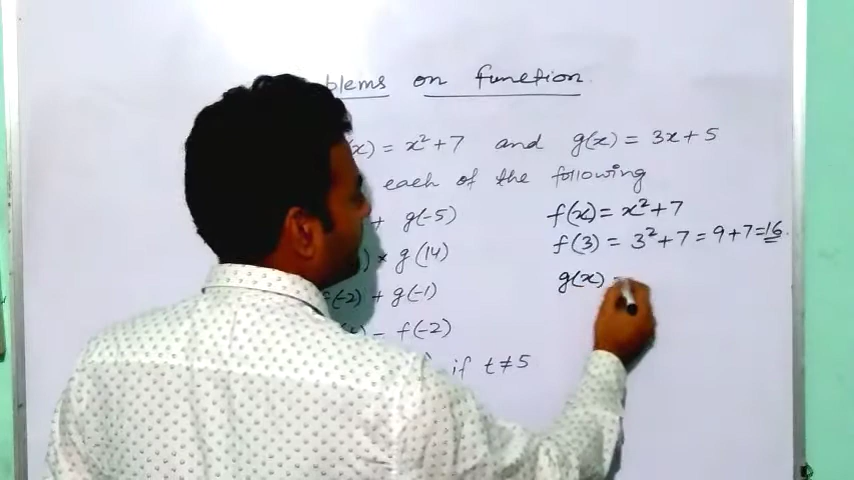 on function
(x) = x²+7 and g(x) = 3x+5
each of the following
+ g(-5)
) × g(14)
f(-2) + g(-1)
- f(-2)
if t≠5
f(x) = x²+7
f(3) = 3²+7 = 9+7=16.
g(x) =